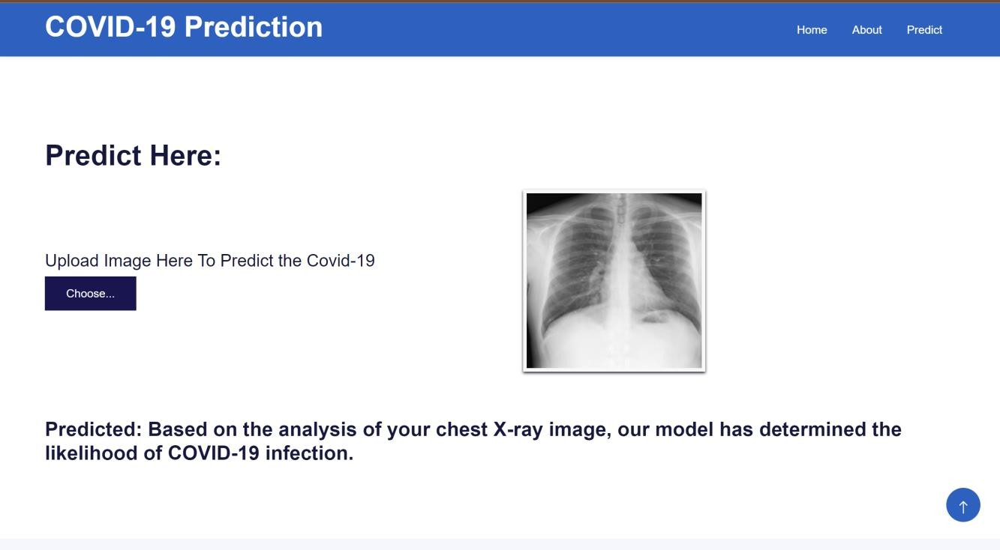 COVID-19 Prediction
Home About Predict
Predict Here:
Upload Image Here To Predict the Covid-19
Choose...
Predicted: Based on the analysis of your chest X-ray image, our model has determined the
likelihood of COVID-19 infection.